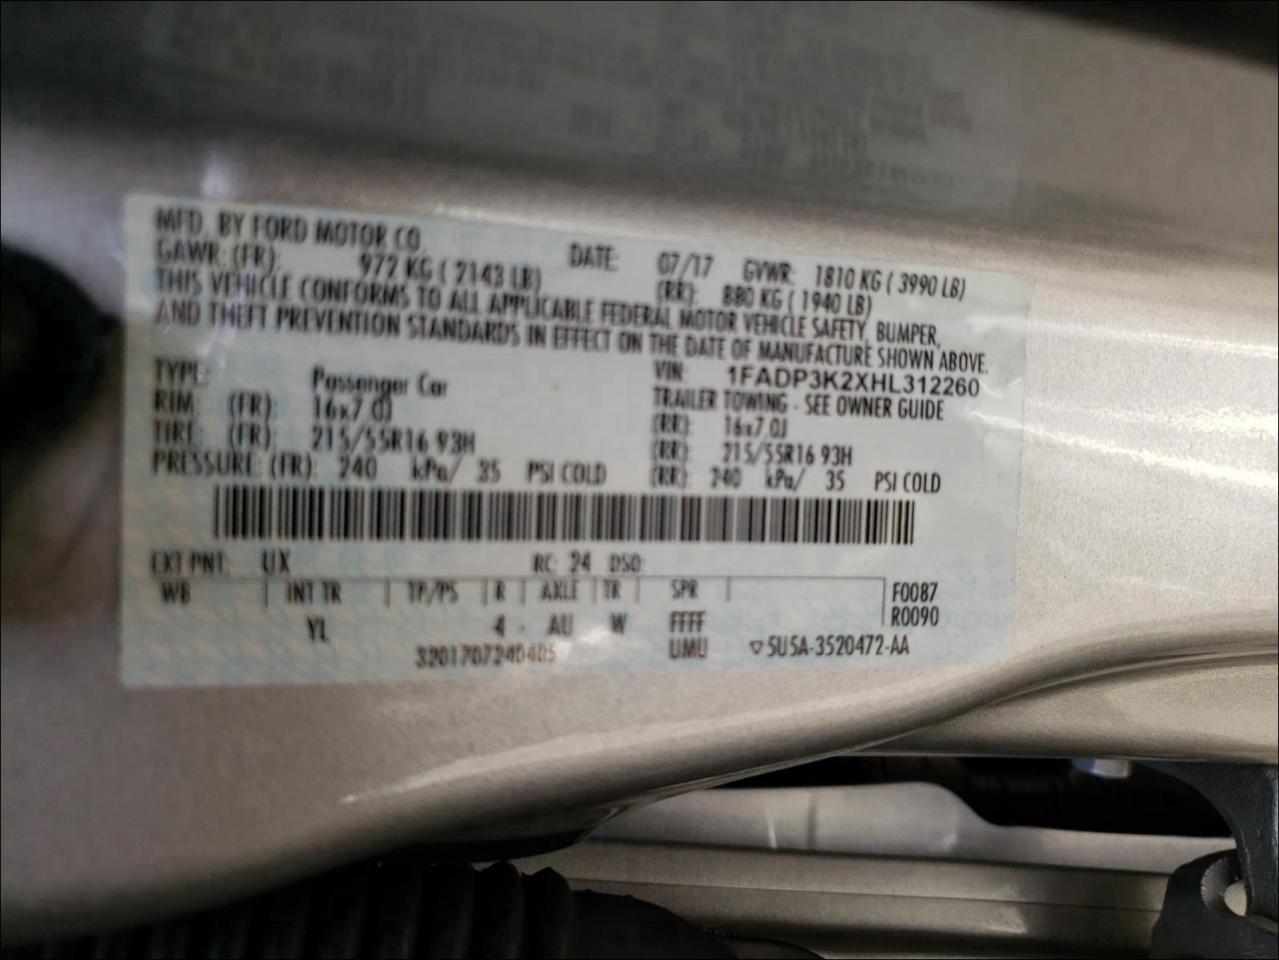 MFD. BY FORD MOTOR CO.
DATE: 07/17 GVWR: 1810 KG ( 3990 LB)
GAWR: (FR): 972 KG ( 2143 LB) (RR): 880 KG ( 1940 LB)
THIS VEHICLE CONFORMS TO ALL APPLICABLE FEDERAL MOTOR VEHICLE SAFETY, BUMPER,
AND THEFT PREVENTION STANDARDS IN EFFECT ON THE DATE OF MANUFACTURE SHOWN ABOVE.
TYPE: Passenger Car VIN: 1FADP3K2XHL312260
TRAILER TOWING - SEE OWNER GUIDE
RIM: (FR): 16x7.0J (RR): 16x7.0J
TIRE: (FR): 215/55R16 93H (RR): 215/55R16 93H
PRESSURE: (FR): 240 kPa/ 35 PSI COLD (RR): 240 kPa/ 35 PSI COLD
EXT PNT: UX RC: 24 DSO:
WB INT TR TP/PS R AXLE TR SPR F0087
YL 4 - AU W FFFF R0090
3201707240405 UMU ▽5U5A-3520472-AA